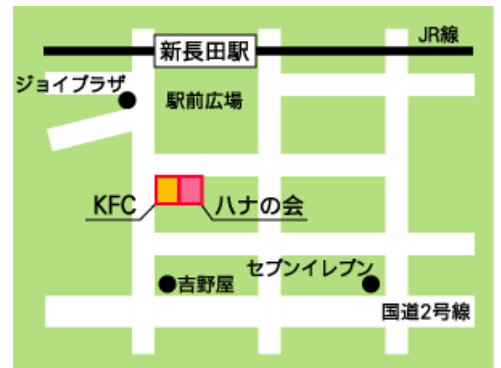 JR線
新長田駅
ジョイプラザ
駅前広場
KFC
ハナの会
セブンイレブン
吉野屋
国道2号線